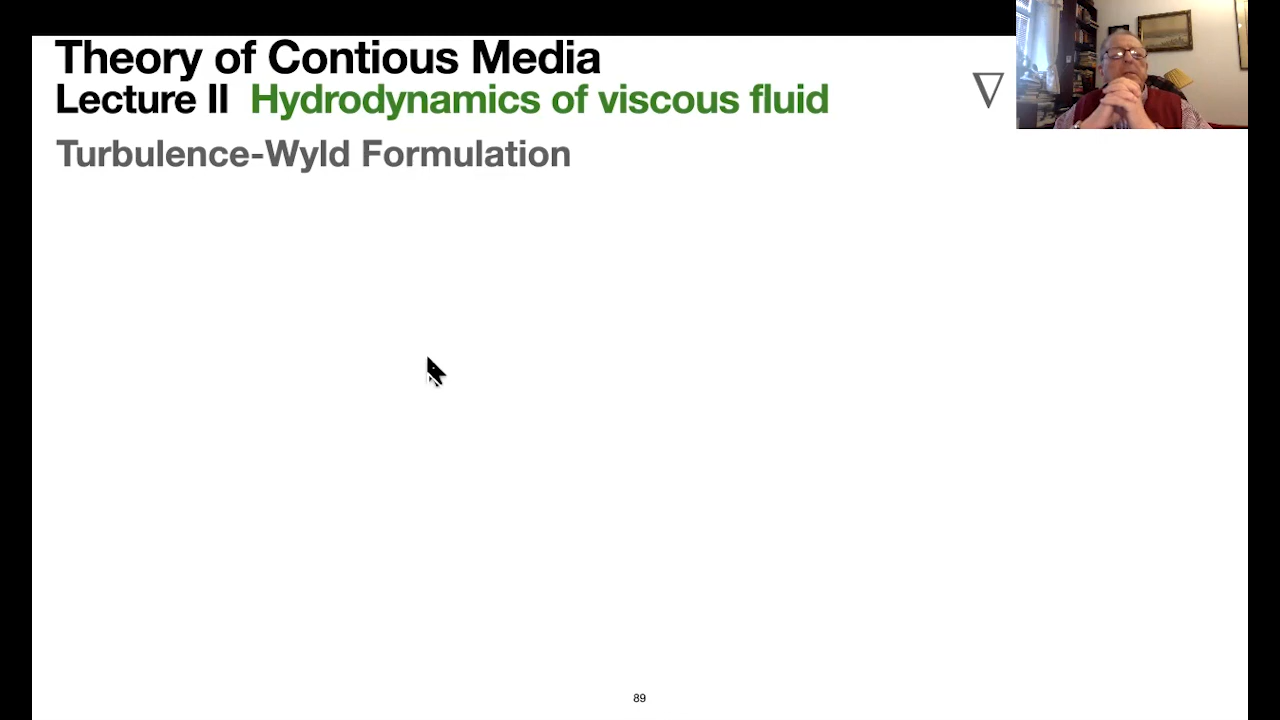 Theory of Contious Media
Lecture II Hydrodynamics of viscous fluid
∇
Turbulence-Wyld Formulation
89